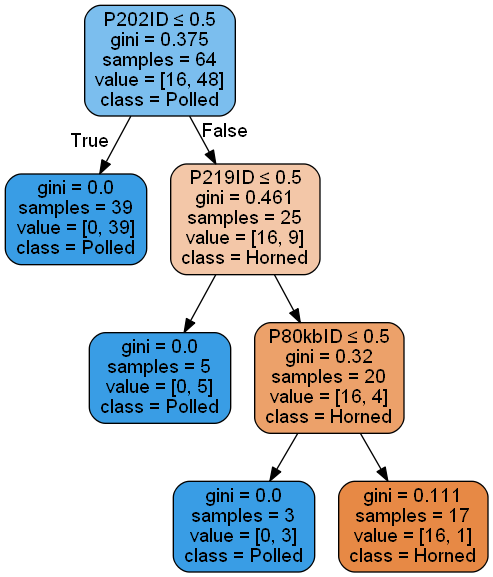 P202ID ≤ 0.5
gini = 0.375
samples = 64
value = [16, 48]
class = Polled
True
False
gini = 0.0
samples = 39
value = [0, 39]
class = Polled
P219ID ≤ 0.5
gini = 0.461
samples = 25
value = [16, 9]
class = Horned
gini = 0.0
samples = 5
value = [0, 5]
class = Polled
P80kbID ≤ 0.5
gini = 0.32
samples = 20
value = [16, 4]
class = Horned
gini = 0.0
samples = 3
value = [0, 3]
class = Polled
gini = 0.111
samples = 17
value = [16, 1]
class = Horned